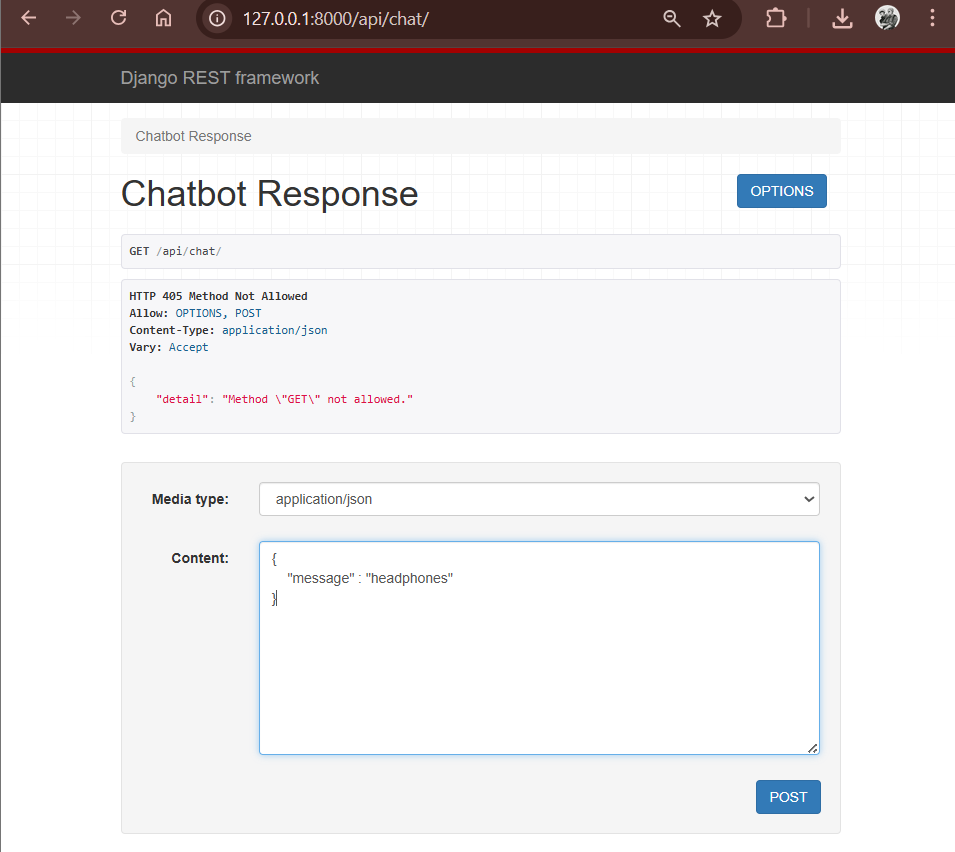 127.0.0.1:8000/api/chat/
Django REST framework
Chatbot Response
Chatbot Response
OPTIONS
GET /api/chat/
HTTP 405 Method Not Allowed
Allow: OPTIONS, POST
Content-Type: application/json
Vary: Accept
{
    "detail": "Method \"GET\" not allowed."
}
Media type:
application/json
Content:
{
    "message" : "headphones"
}
POST